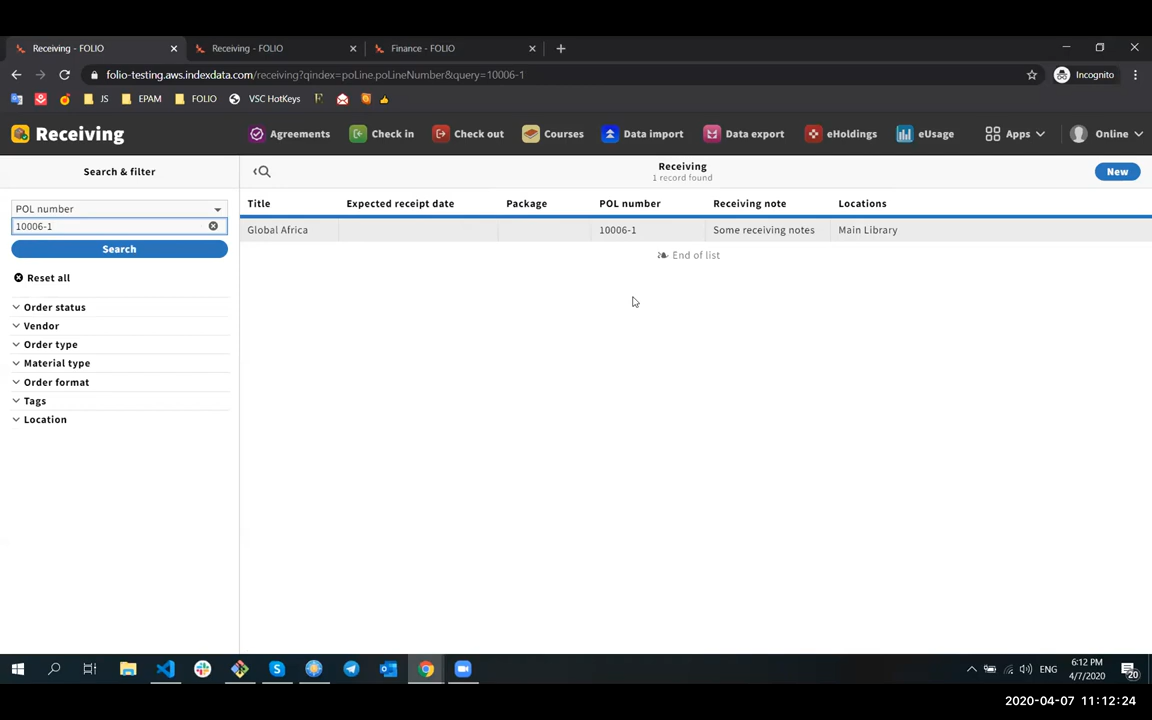 Receiving - FOLIO
Receiving - FOLIO
Finance - FOLIO
folio-testing.aws.indexdata.com/receiving?qindex=poLine.poLineNumber&query=10006-1
Incognito
JS
EPAM
FOLIO
VSC HotKeys
Receiving
Agreements
Check in
Check out
Courses
Data import
Data export
eHoldings
eUsage
Apps
Online
Search & filter
Receiving
1 record found
New
POL number
10006-1
Search
Reset all
Order status
Vendor
Order type
Material type
Order format
Tags
Location
Title Expected receipt date Package POL number Receiving note Locations
Global Africa 10006-1 Some receiving notes Main Library
End of list
ENG
6:12 PM
4/7/2020
20
2020-04-07 11:12:24